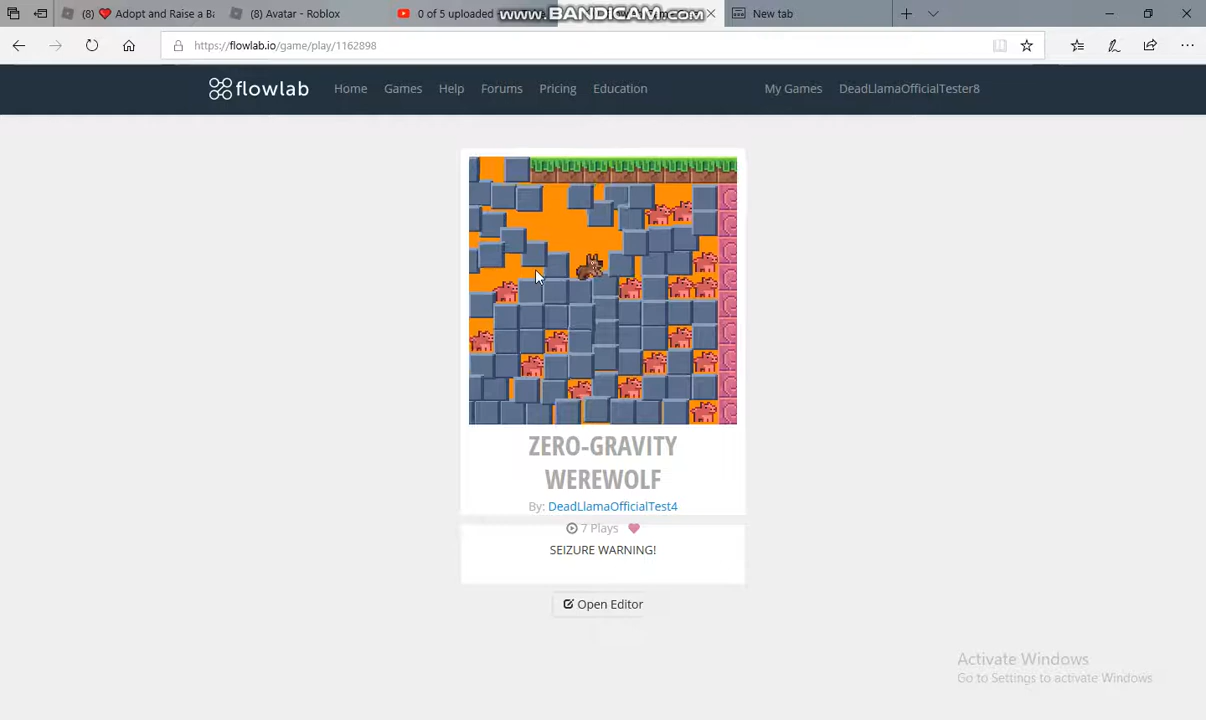 (8) ❤ Adopt and Raise a Ba
(8) Avatar - Roblox
0 of 5 uploaded
www.BANDICAM.com
New tab
https://flowlab.io/game/play/1162898
flowlab Home Games Help Forums Pricing Education My Games DeadLlamaOfficialTester8
ZERO-GRAVITY
WEREWOLF
By: DeadLlamaOfficialTest4
7 Plays
SEIZURE WARNING!
Open Editor
Activate Windows
Go to Settings to activate Windows.